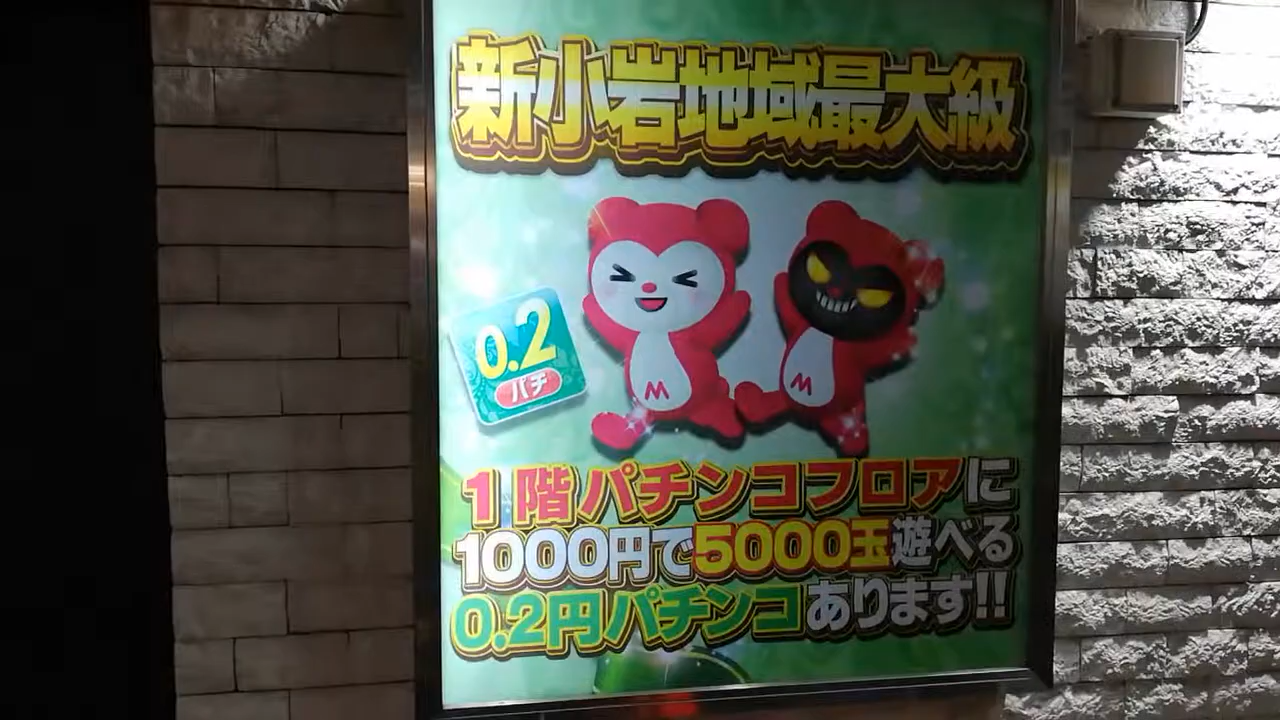 新小岩地域最大級
0.2
パチ
M
M
1階パチンコフロアに
1000円で5000玉遊べる
0.2円パチンコあります!!